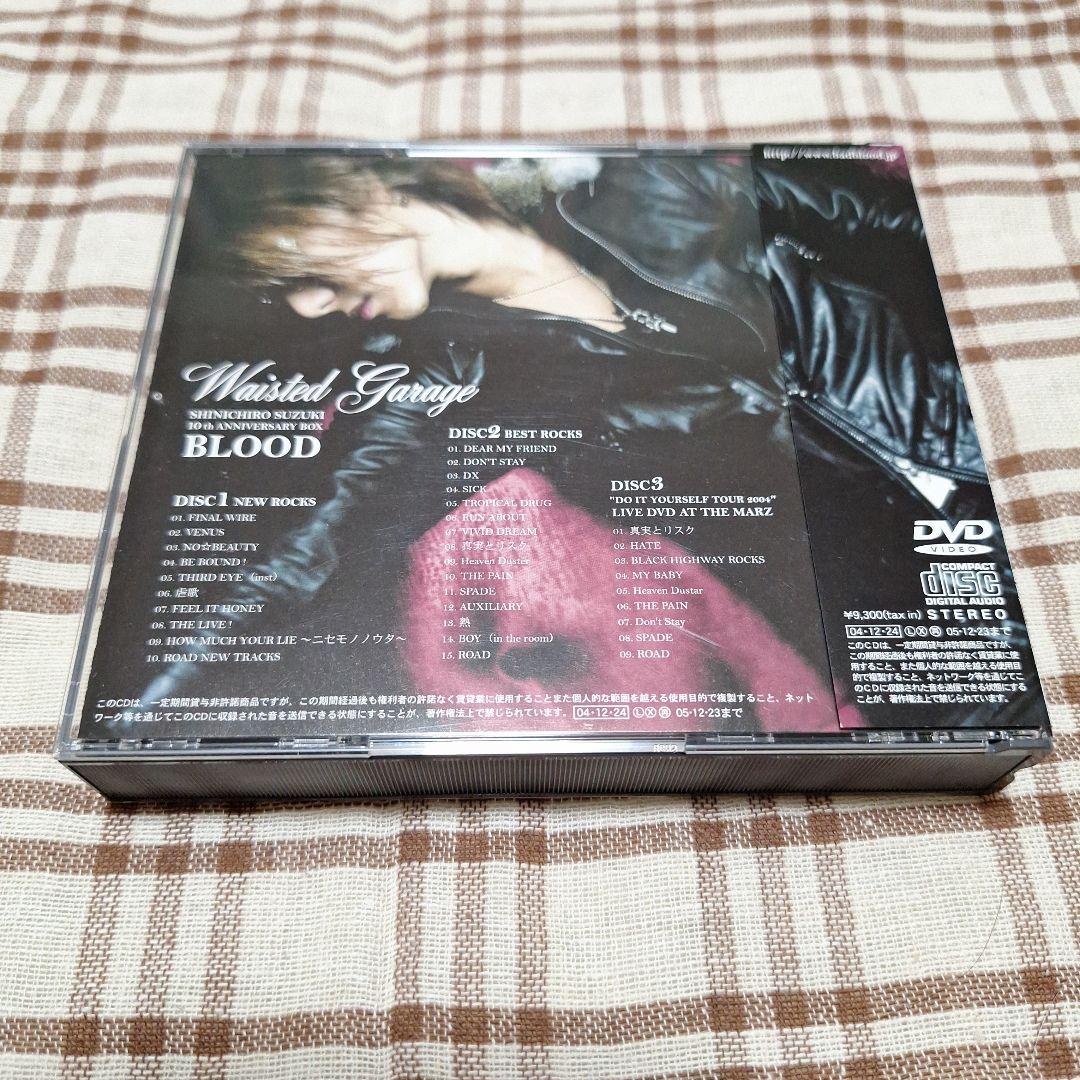 http://www.badblood.jp
Waisted Garage
SHINICHIRO SUZUKI
10th ANNIVERSARY BOX
BLOOD
DISC1 NEW ROCKS
01. FINAL WIRE
02. VENUS
03. NO☆BEAUTY
04. BE BOUND !
05. THIRD EYE (inst)
06. 虐歌
07. FEEL IT HONEY
08. THE LIVE !
09. HOW MUCH YOUR LIE ～ニセモノノウタ～
10. ROAD NEW TRACKS
DISC2 BEST ROCKS
01. DEAR MY FRIEND
02. DON'T STAY
03. DX
04. SICK
05. TROPICAL DRUG
06. RUN ABOUT
07. VIVID DREAM
08. 真実とリスク
09. Heaven Duster
10. THE PAIN
11. SPADE
12. AUXILIARY
13. 熱
14. BOY (in the room)
15. ROAD
DISC3
"DO IT YOURSELF TOUR 2004"
LIVE DVD AT THE MARZ
01. 真実とリスク
02. HATE
03. BLACK HIGHWAY ROCKS
04. MY BABY
05. Heaven Dustar
06. THE PAIN
07. Don't Stay
08. SPADE
09. ROAD
このCDは、一定期間貸与非許諾商品ですが、この期間経過後も権利者の許諾なく賃貸業に使用することまた個人的な範囲を越える使用目的で複製すること、ネット
ワーク等を通じてこのCDに収録された音を送信できる状態にすることが、著作権法上で禁じられています。 04・12・24 Ⓛ Ⓧ 05・12・23まで
DVD
VIDEO
COMPACT
disc
DIGITAL AUDIO
¥9,300(tax in) STEREO
04・12・24 Ⓛ Ⓧ 05・12・23まで
このCDは、一定期間貸与非許諾商品ですが、
この期間経過後も権利者の許諾なく賃貸業に使
用すること、また個人的な範囲を越える使用目
的で複製すること、ネットワーク等を通じてこ
のCDに収録された音を送信できる状態にする
ことが、著作権法上で禁じられています。